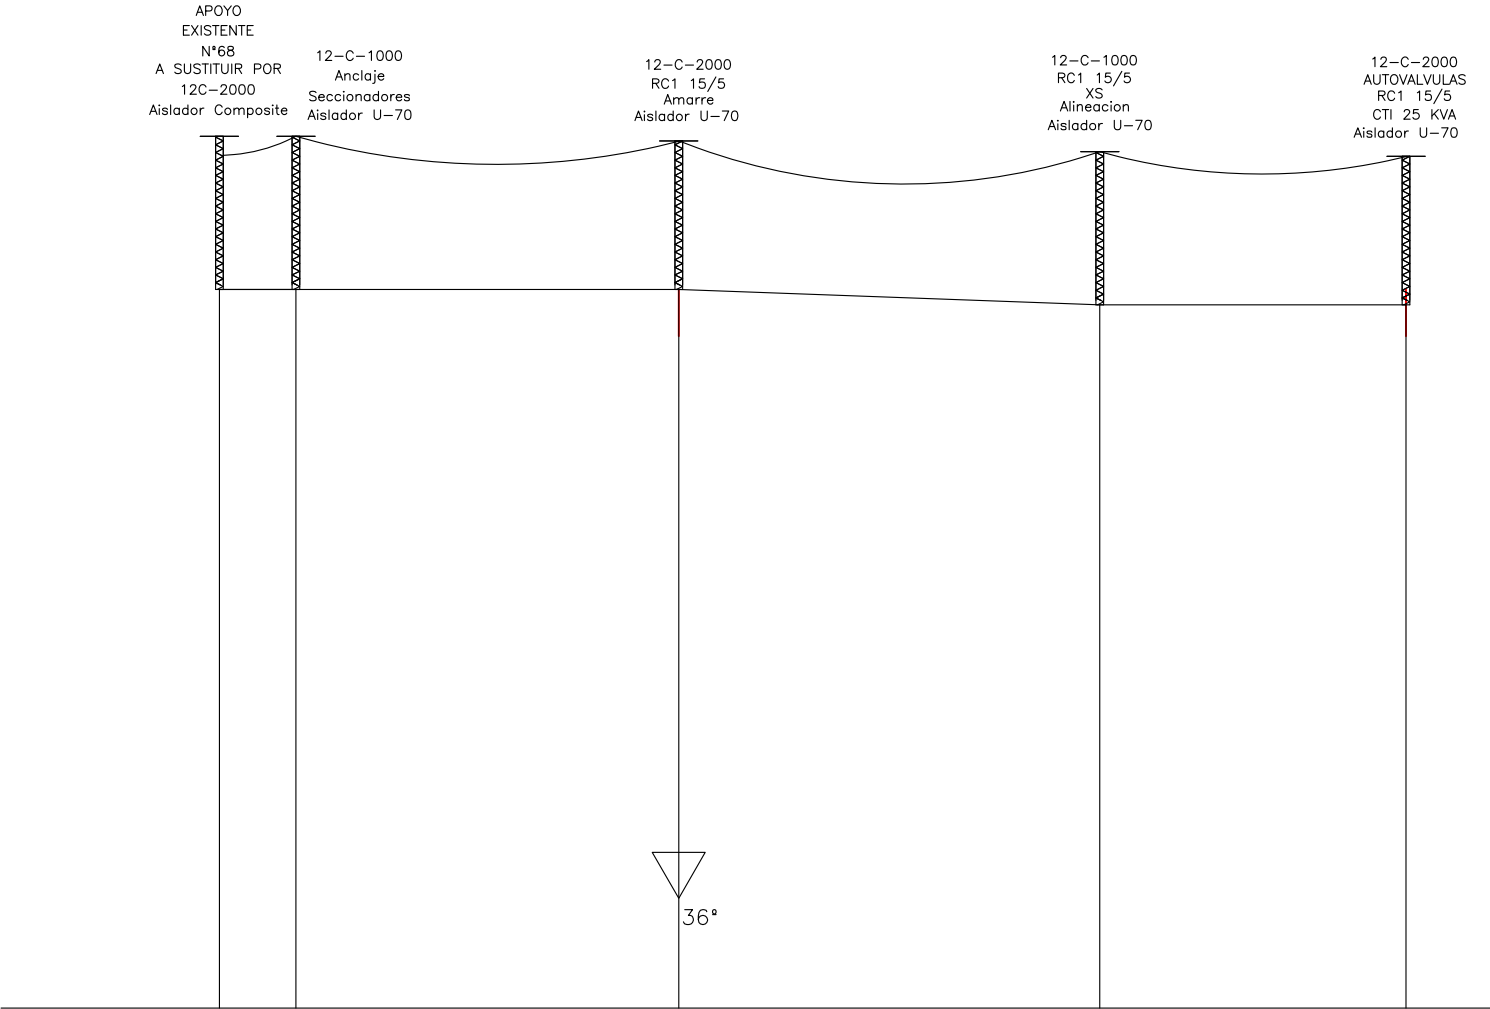 APOYO
EXISTENTE
Nº68
A SUSTITUIR POR
12C-2000
Aislador Composite
12-C-1000
Anclaje
Seccionadores
Aislador U-70
12-C-2000
RC1 15/5
Amarre
Aislador U-70
12-C-1000
RC1 15/5
XS
Alineacion
Aislador U-70
12-C-2000
AUTOVALVULAS
RC1 15/5
CTI 25 KVA
Aislador U-70
36º